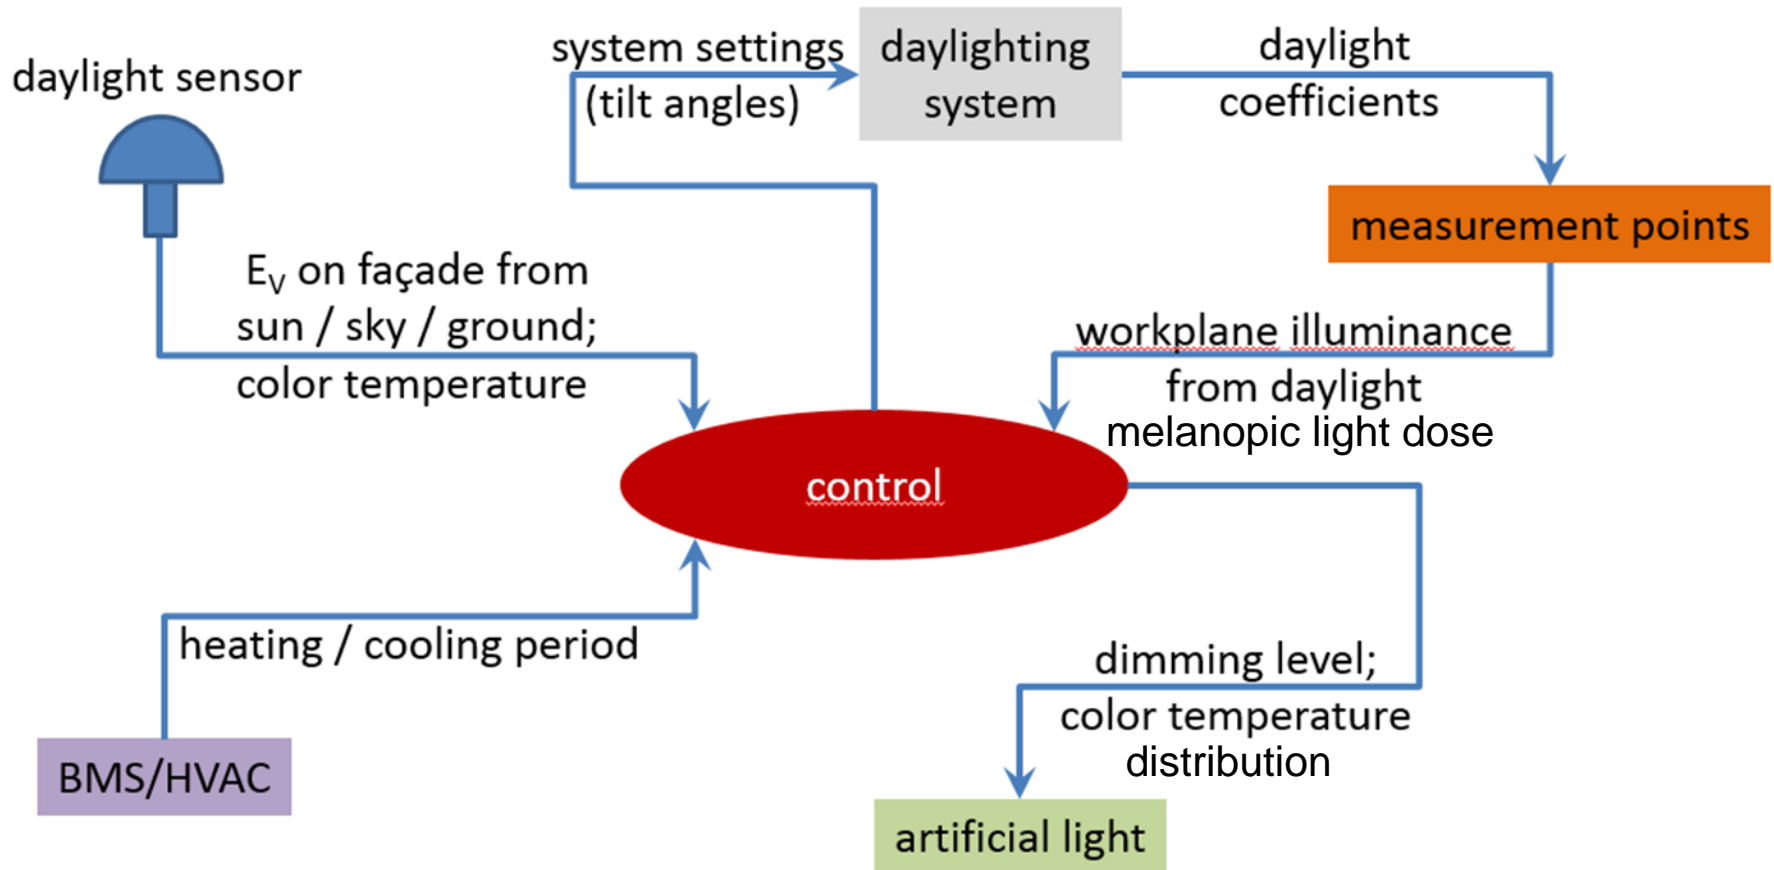 daylight sensor
system settings
(tilt angles)
daylighting
system
daylight
coefficients
measurement points
E_V on façade from
sun / sky / ground;
color temperature
workplane illuminance
from daylight
melanopic light dose
control
heating / cooling period
BMS/HVAC
dimming level;
color temperature
distribution
artificial light